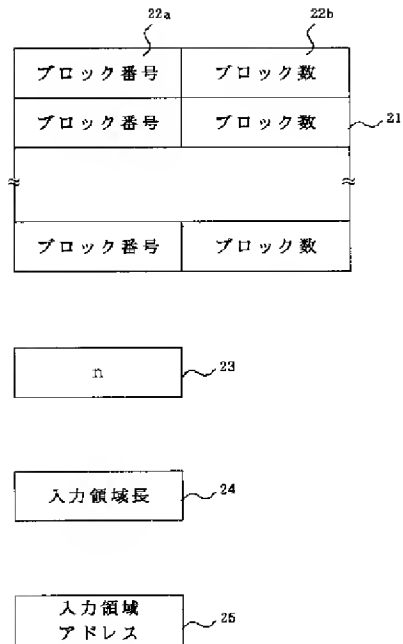 22a 22b
ブロック番号 ブロック数
ブロック番号 ブロック数 21
ブロック番号 ブロック数
n 23
入力領域長 24
入力領域
アドレス 25